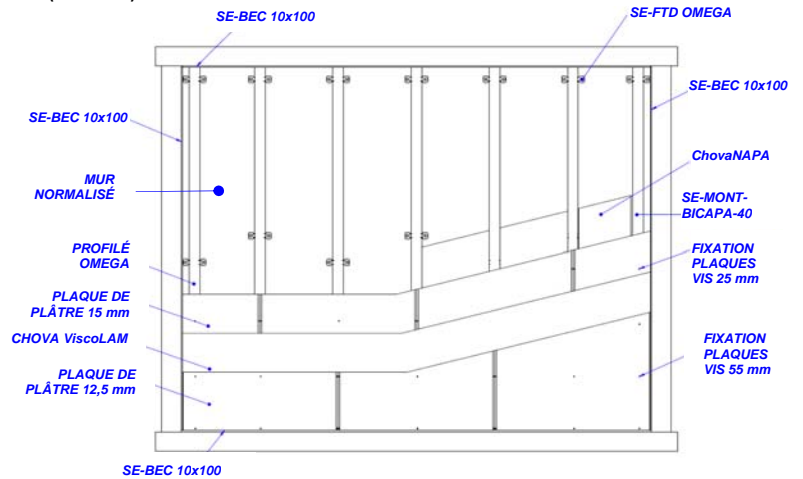 SE-BEC 10x100
SE-FTD OMEGA
SE-BEC 10x100
SE-BEC 10x100
ChovaNAPA
MUR
NORMALISÉ
SE-MONT-
BICAPA-40
PROFILÉ
OMEGA
FIXATION
PLAQUES
VIS 25 mm
PLAQUE DE
PLÂTRE 15 mm
CHOVA ViscoLAM
FIXATION
PLAQUES
VIS 55 mm
PLAQUE DE
PLÂTRE 12,5 mm
SE-BEC 10x100